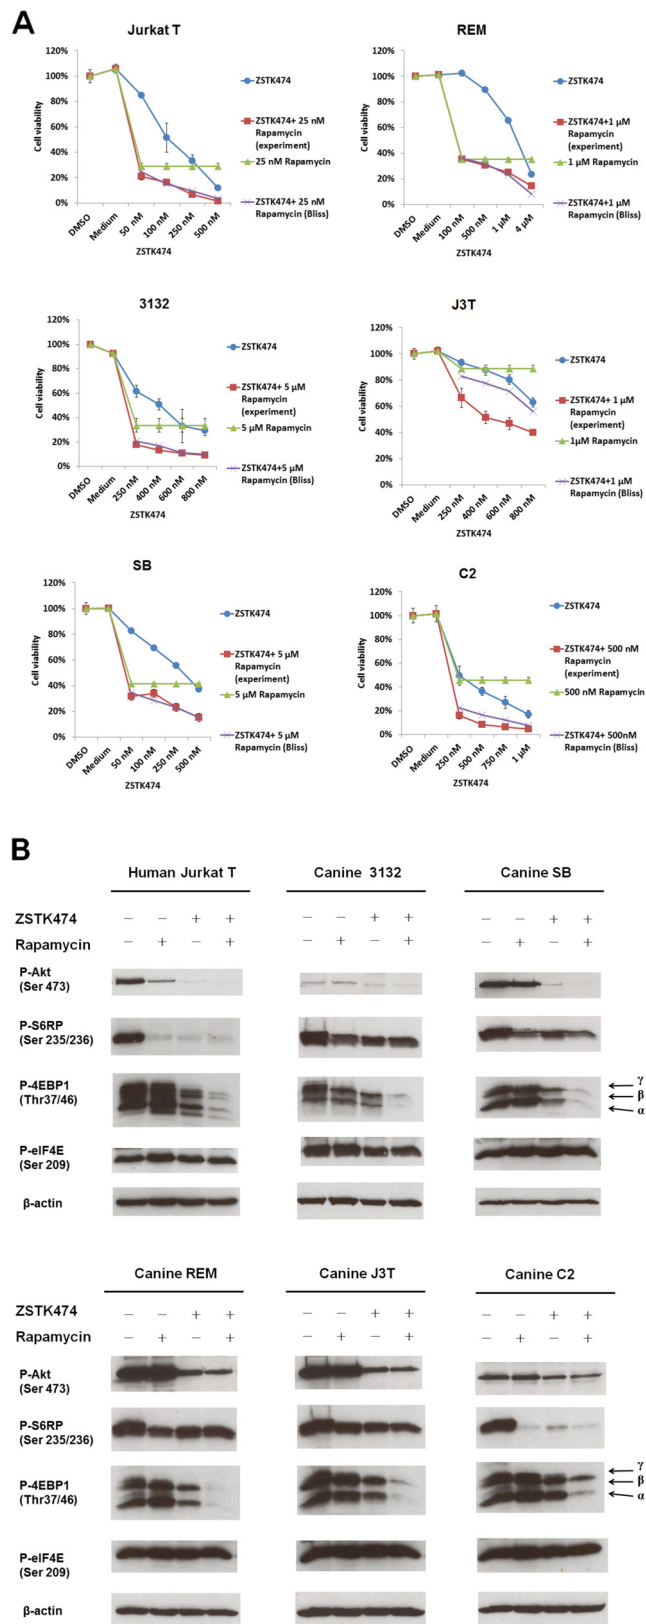 A
Jurkat T
120%
100%
80%
60%
40%
20%
0%
Cell viability
DMSO
Medium
50 nM
100 nM
250 nM
500 nM
ZSTK474
ZSTK474
ZSTK474+ 25 nM
Rapamycin
(experiment)
25 nM Rapamycin
ZSTK474+ 25 nM
Rapamycin (Bliss)
REM
120%
100%
80%
60%
40%
20%
0%
Cell viability
DMSO
Medium
100 nM
500 nM
1 µM
4 µM
ZSTK474
ZSTK474
ZSTK474+1 µM
Rapamycin
(experiment)
1 µM Rapamycin
ZSTK474+1 µM
Rapamycin (Bliss)
3132
120%
100%
80%
60%
40%
20%
0%
Cell viability
DMSO
Medium
250 nM
400 nM
600 nM
800 nM
ZSTK474
ZSTK474
ZSTK474+ 5 µM
Rapamycin
(experiment)
5 µM Rapamycin
ZSTK474+5 µM
Rapamycin (Bliss)
J3T
120%
100%
80%
60%
40%
20%
0%
Cell viability
DMSO
Medium
250 nM
400 nM
600 nM
800 nM
ZSTK474
ZSTK474
ZSTK474+ 1 µM
Rapamycin
(experiment)
1µM Rapamycin
ZSTK474+1 µM
Rapamycin (Bliss)
SB
120%
100%
80%
60%
40%
20%
0%
Cell viability
DMSO
Medium
50 nM
100 nM
250 nM
500 nM
ZSTK474
ZSTK474
ZSTK474+ 5 µM
Rapamycin
(experiment)
5 µM Rapamycin
ZSTK474+ 5 µM
Rapamycin (Bliss)
C2
120%
100%
80%
60%
40%
20%
0%
Cell viability
DMSO
Medium
250 nM
500 nM
750 nM
1 µM
ZSTK474
ZSTK474
ZSTK474+ 500 nM
Rapamycin
(experiment)
500 nM Rapamycin
ZSTK474+ 500nM
Rapamycin (Bliss)
B
Human Jurkat T Canine 3132 Canine SB
ZSTK474 – – + + – – + + – – + +
Rapamycin – + – + – + – + – + – +
P-Akt
(Ser 473)
P-S6RP
(Ser 235/236)
P-4EBP1
(Thr37/46)
γ
β
α
P-eIF4E
(Ser 209)
β-actin
Canine REM Canine J3T Canine C2
ZSTK474 – – + + – – + + – – + +
Rapamycin – + – + – + – + – + – +
P-Akt
(Ser 473)
P-S6RP
(Ser 235/236)
P-4EBP1
(Thr37/46)
γ
β
α
P-eIF4E
(Ser 209)
β-actin